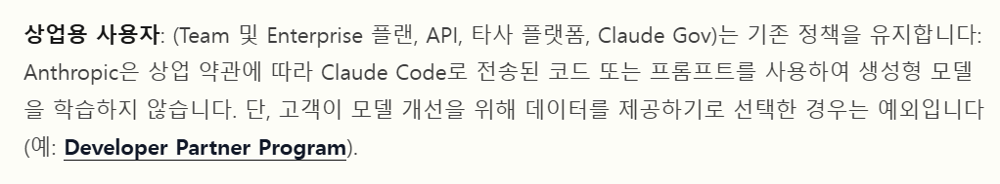 상업용 사용자: (Team 및 Enterprise 플랜, API, 타사 플랫폼, Claude Gov)는 기존 정책을 유지합니다:
Anthropic은 상업 약관에 따라 Claude Code로 전송된 코드 또는 프롬프트를 사용하여 생성형 모델
을 학습하지 않습니다. 단, 고객이 모델 개선을 위해 데이터를 제공하기로 선택한 경우는 예외입니다
(예: Developer Partner Program).